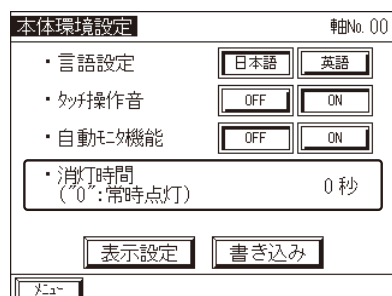 本体環境設定 軸No. 00
・言語設定 日本語 英語
・タッチ操作音 OFF ON
・自動モニタ機能 OFF ON
・消灯時間
("0":常時点灯) 0 秒
表示設定 書き込み
メニュー